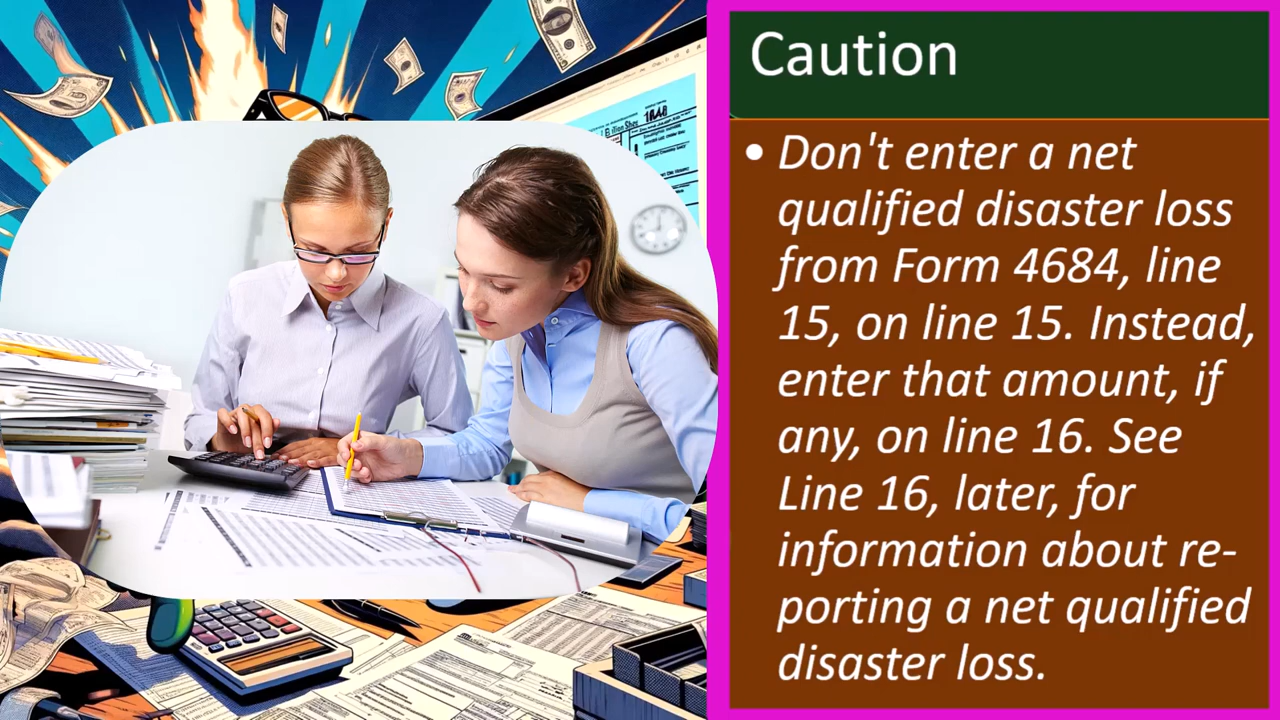 Caution
• Don't enter a net
qualified disaster loss
from Form 4684, line
15, on line 15. Instead,
enter that amount, if
any, on line 16. See
Line 16, later, for
information about re-
porting a net qualified
disaster loss.